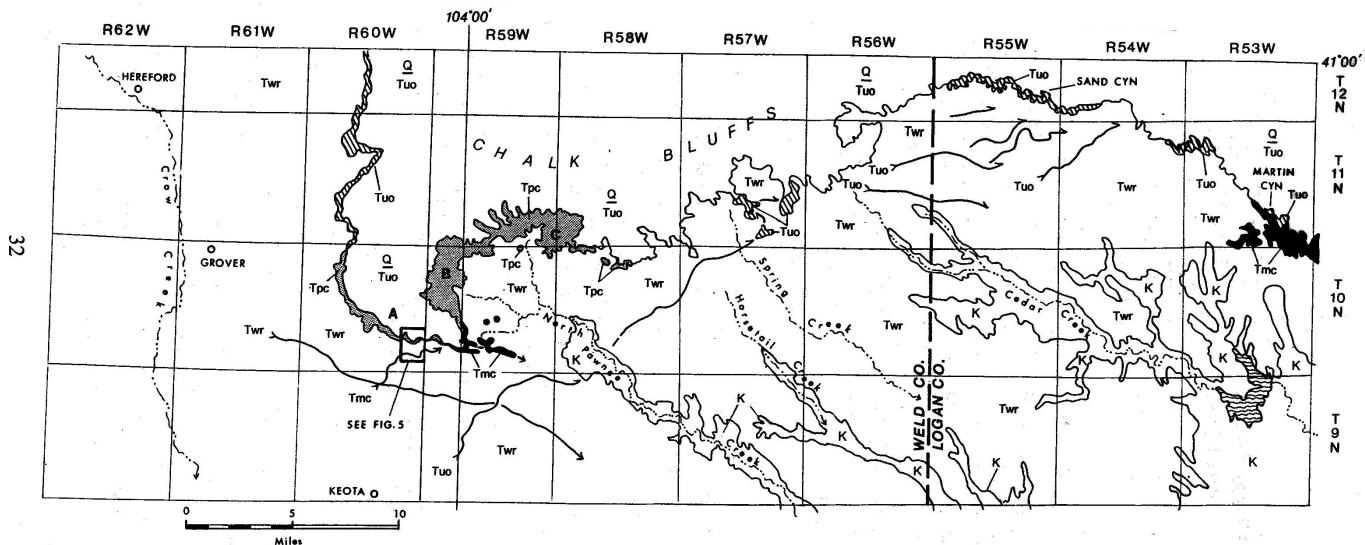 104°00'
R62W R61W R60W R59W R58W R57W R56W R55W R54W R53W
41°00'
HEREFORD
Twr
Q
Tuo
Q
Tuo
Tuo
SAND CYN
T
12
N
CHALK BLUFFS
Twr
Q
Tuo
Tuo
Tpc
Q
Tuo
Twr
Tuo
Tuo
Twr
Tuo
MARTIN
CYN
Tuo
T
11
N
Crow
Creek
32
GROVER
Q
Tuo
C
Tpc
B
Tuo
Twr
Twr
Tmc
Tpc
A
Twr
Tpc
Twr
Spring
Creek
Cedar
Creek
K
K
K
K
T
10
N
Twr
Twr
North Pawnee
Creek
K
Horsetail
Creek
Twr
Tmc
Tmc
SEE FIG. 5
K
K
Twr
WELD CO.
LOGAN CO.
T
9
N
Twr
Tuo
K
K
K
KEOTA
0 5 10
Miles